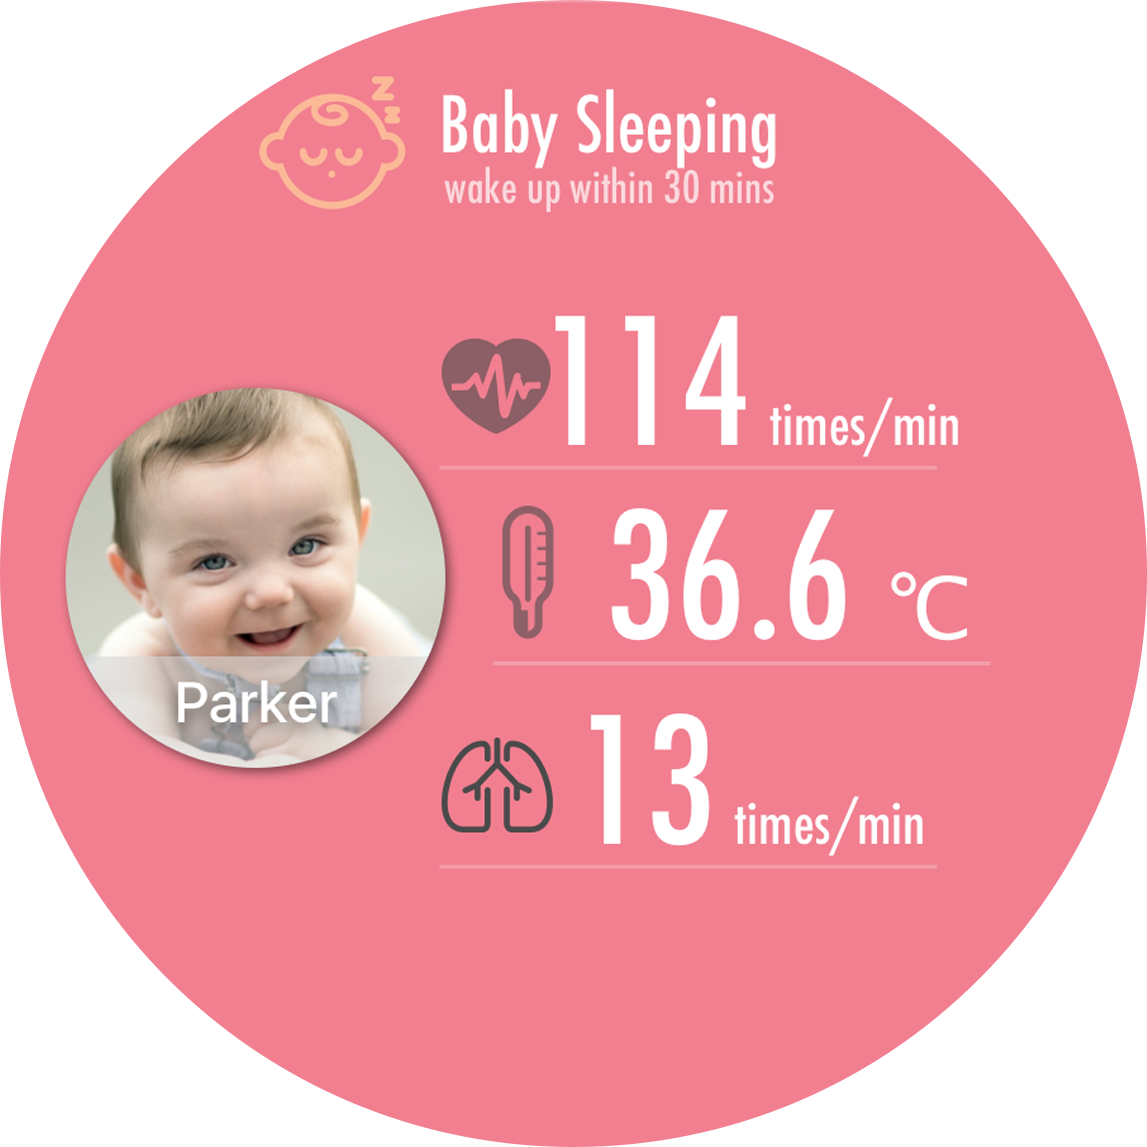 Baby Sleeping
wake up within 30 mins
114 times/min
36.6 ℃
Parker
13 times/min